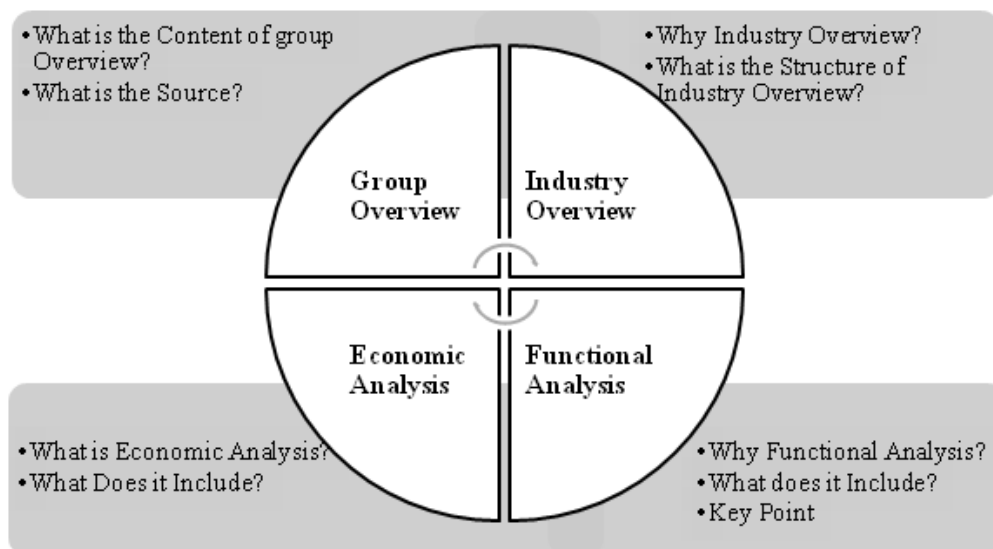 •What is the Content of group
Overview?
•What is the Source?
•Why Industry Overview?
•What is the Structure of
Industry Overview?
Group
Overview
Industry
Overview
Economic
Analysis
Functional
Analysis
•What is Economic Analysis?
•What Does it Include?
•Why Functional Analysis?
•What does it Include?
•Key Point